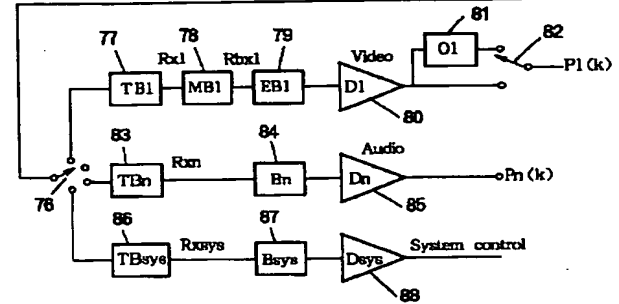 81
77 78 79 82
Rx1 Rbx1 Video O1
TB1 MB1 EB1 D1 P1(k)
80
83 84 Audio
76 Rxn
TBn Bn Dn Pn(k)
85
86 87
Rxsys System control
TBsys Bsys Dsys
88